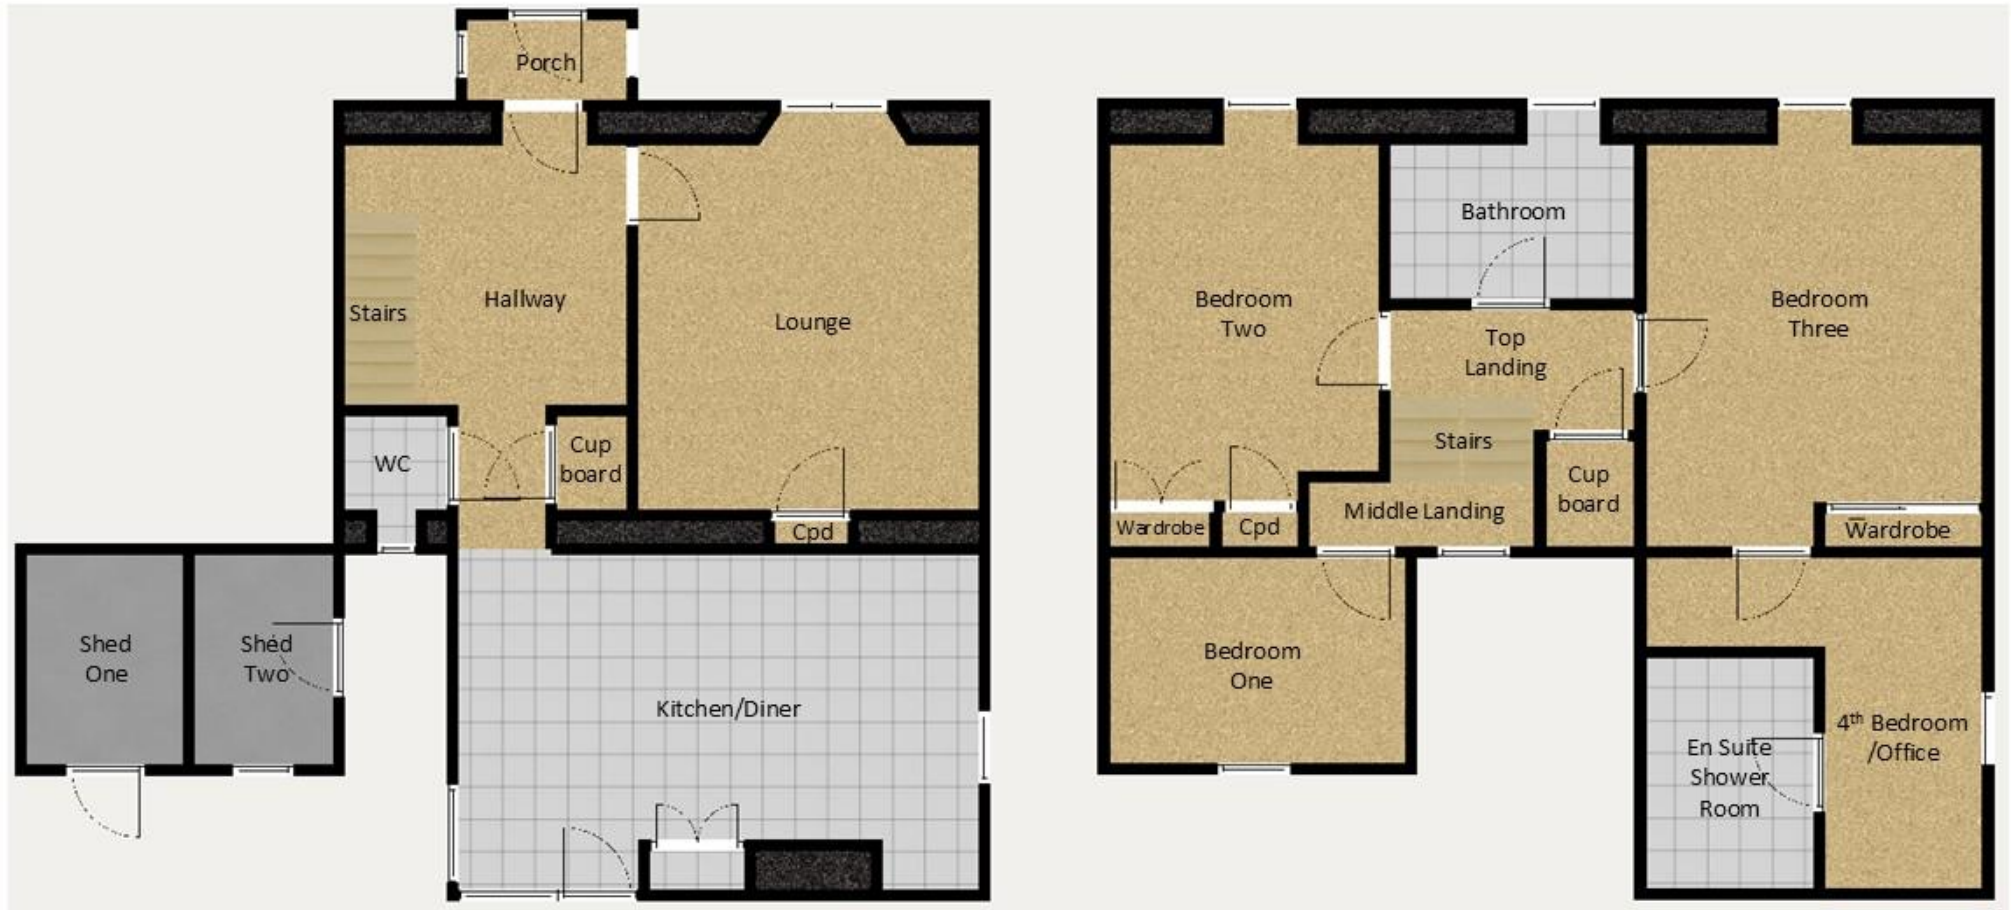 Porch
Stairs
Hallway
Lounge
WC
Cup
board
Cpd
Shed
One
Shed
Two
Kitchen/Diner
Bathroom
Bedroom
Two
Bedroom
Three
Top
Landing
Stairs
Cup
board
Middle Landing
Wardrobe
Cpd
Wardrobe
Bedroom
One
4th Bedroom
/Office
En Suite
Shower
Room